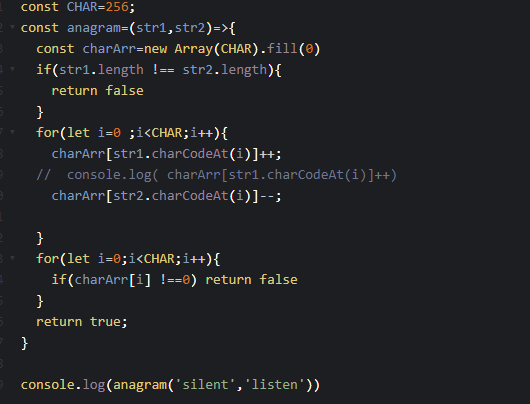 const CHAR=256;
const anagram=(str1,str2)=>{
  const charArr=new Array(CHAR).fill(0)
  if(str1.length !== str2.length){
    return false
  }
  for(let i=0 ;i<CHAR;i++){
    charArr[str1.charCodeAt(i)]++;
  //  console.log( charArr[str1.charCodeAt(i)]++)
    charArr[str2.charCodeAt(i)]--;
  }
  for(let i=0;i<CHAR;i++){
    if(charArr[i] !==0) return false
  }
  return true;
}
console.log(anagram('silent','listen'))